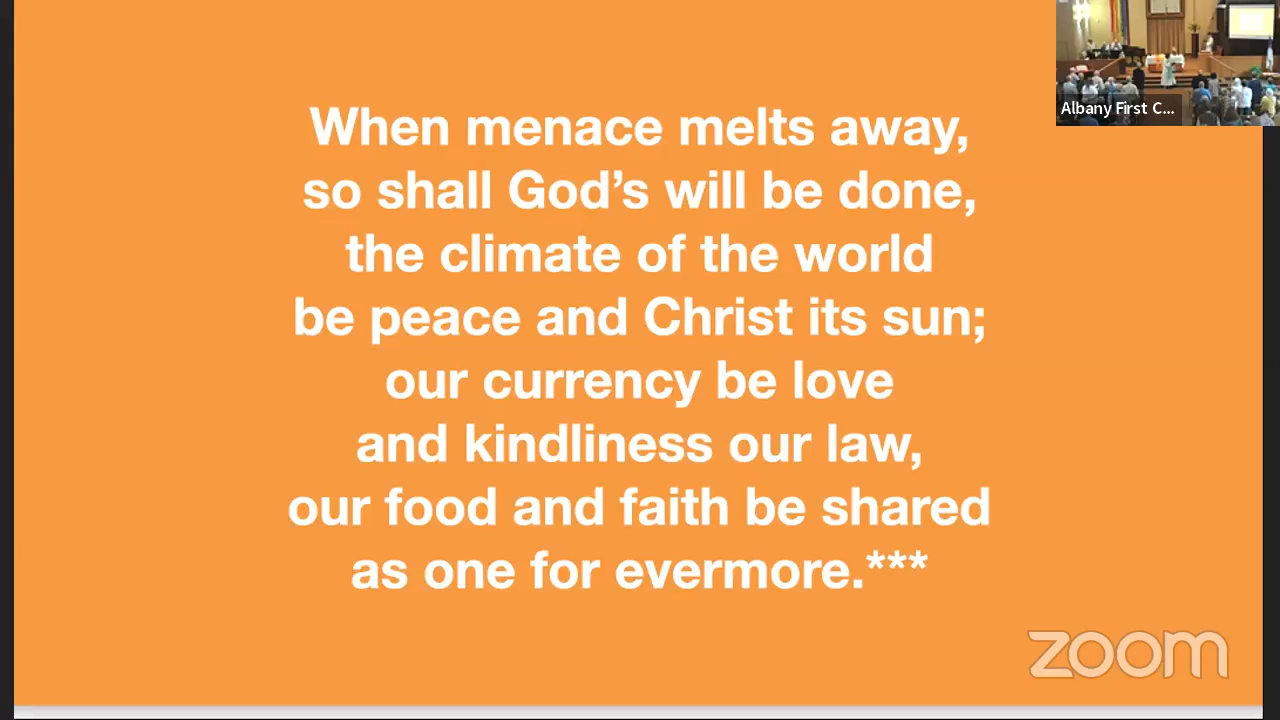 When menace melts away,
so shall God’s will be done,
the climate of the world
be peace and Christ its sun;
our currency be love
and kindliness our law,
our food and faith be shared
as one for evermore.***
Albany First C...
zoom